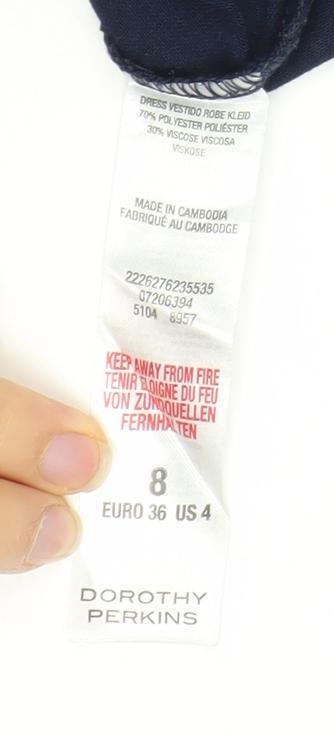 DRESS VESTIDO ROBE KLEID
70% POLYESTER POLIÉSTER
30% VISCOSE VISCOSA
VISKOSE
MADE IN CAMBODIA
FABRIQUÉ AU CAMBODGE
2226276235535
07206394
5104 8957
KEEP AWAY FROM FIRE
TENIR ELOIGNE DU FEU
VON ZUNDQUELLEN
FERNHALTEN
8
EURO 36 US 4
DOROTHY
PERKINS